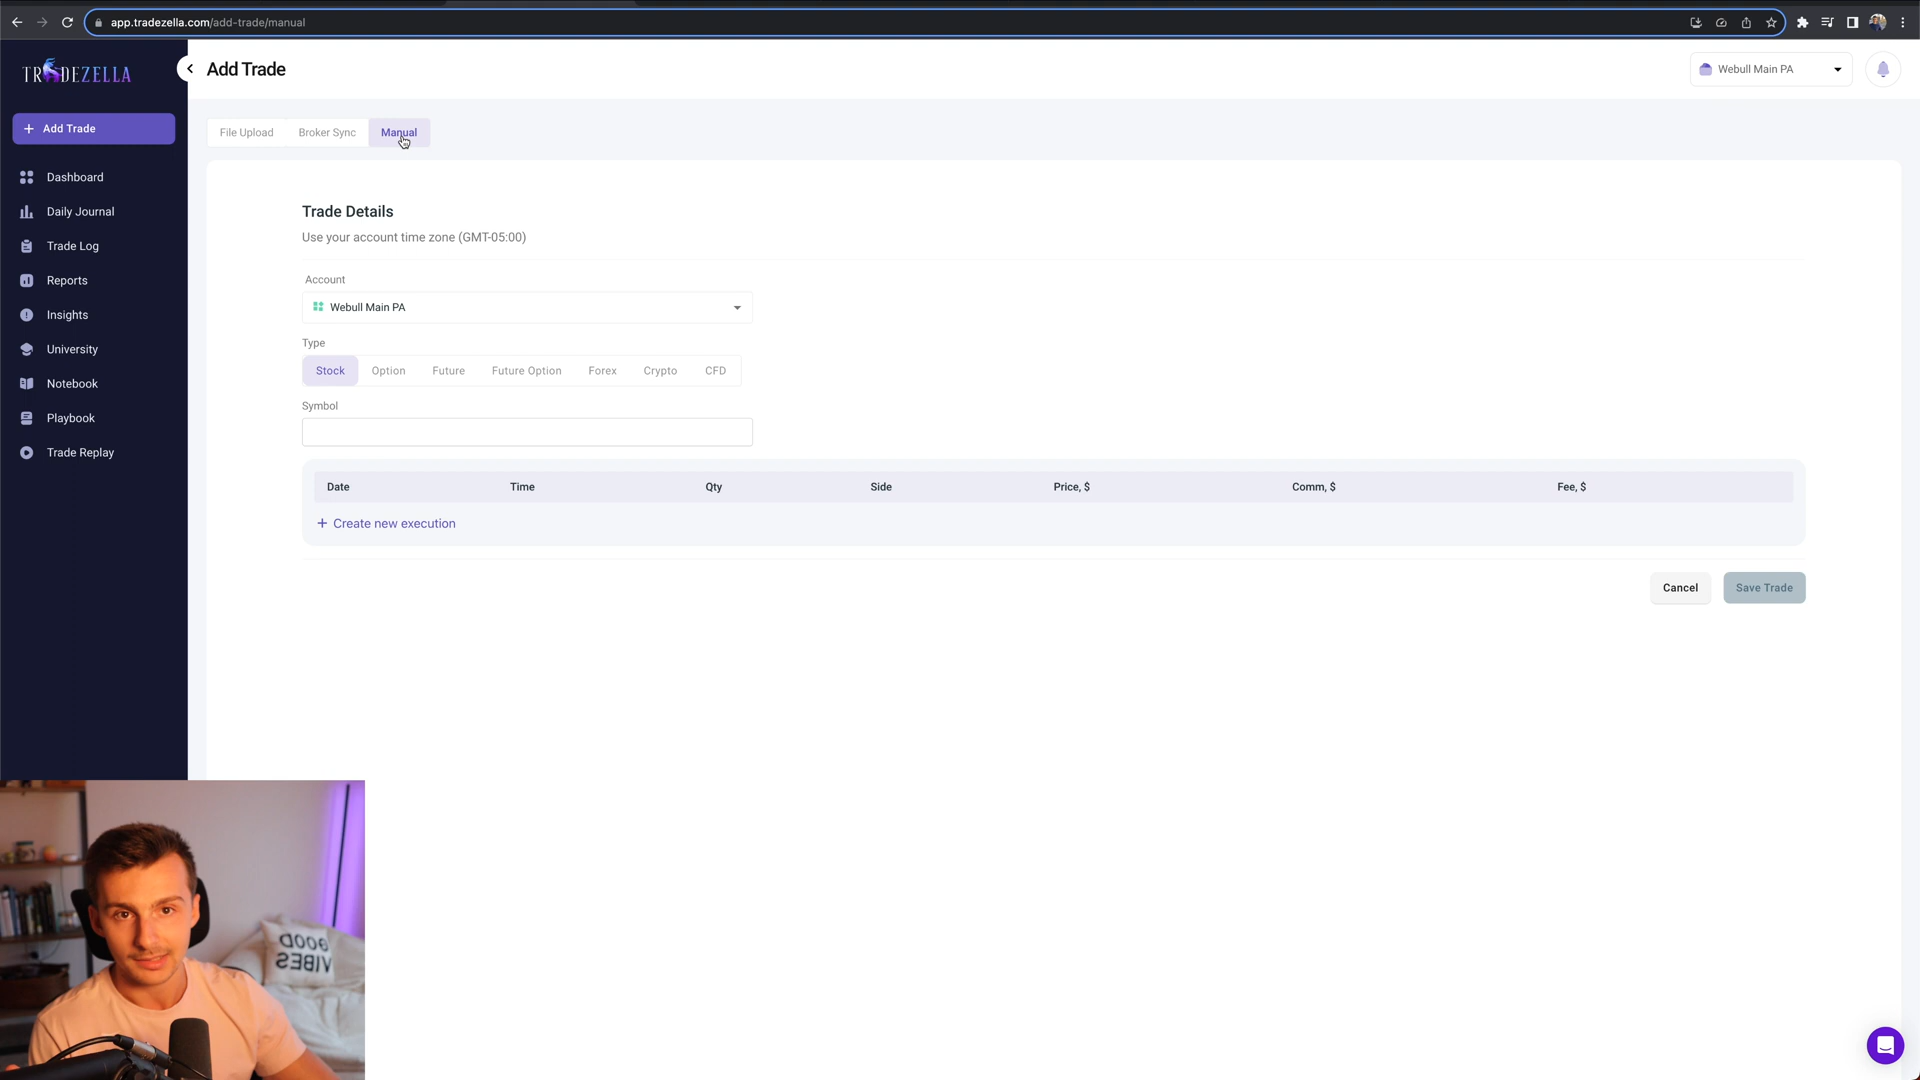 app.tradezella.com/add-trade/manual
TRADEZELLA
Add Trade
Webull Main PA
+ Add Trade
File Upload
Broker Sync
Manual
Dashboard
Daily Journal
Trade Log
Reports
Insights
University
Notebook
Playbook
Trade Replay
Trade Details
Use your account time zone (GMT-05:00)
Account
Webull Main PA
Type
Stock Option Future Future Option Forex Crypto CFD
Symbol
Date Time Qty Side Price, $ Comm, $ Fee, $
+ Create new execution
Cancel
Save Trade
GOOD
VIBES